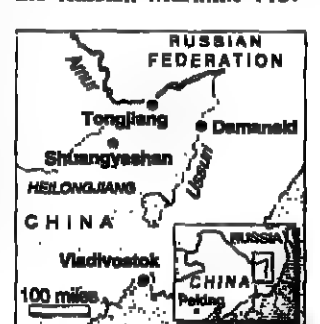 RUSSIAN
FEDERATION
Amur
Tongjiang
Damanski
Shuangyashan
Ussuri
HEILONGJIANG
CHINA
RUSSIA
Vladivostok
CHINA
100 miles
Peking